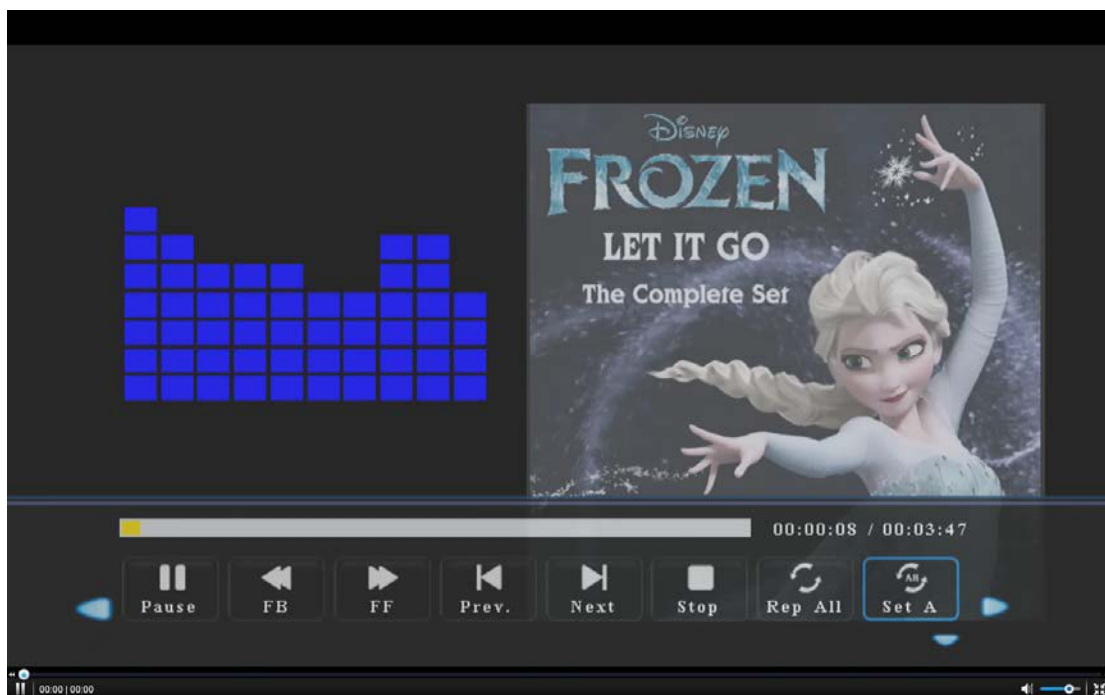 DISNEY
FROZEN
LET IT GO
The Complete Set
00:00:08 / 00:03:47
Pause
FB
FF
Prev.
Next
Stop
Rep All
AB
Set A
00:00 | 00:00